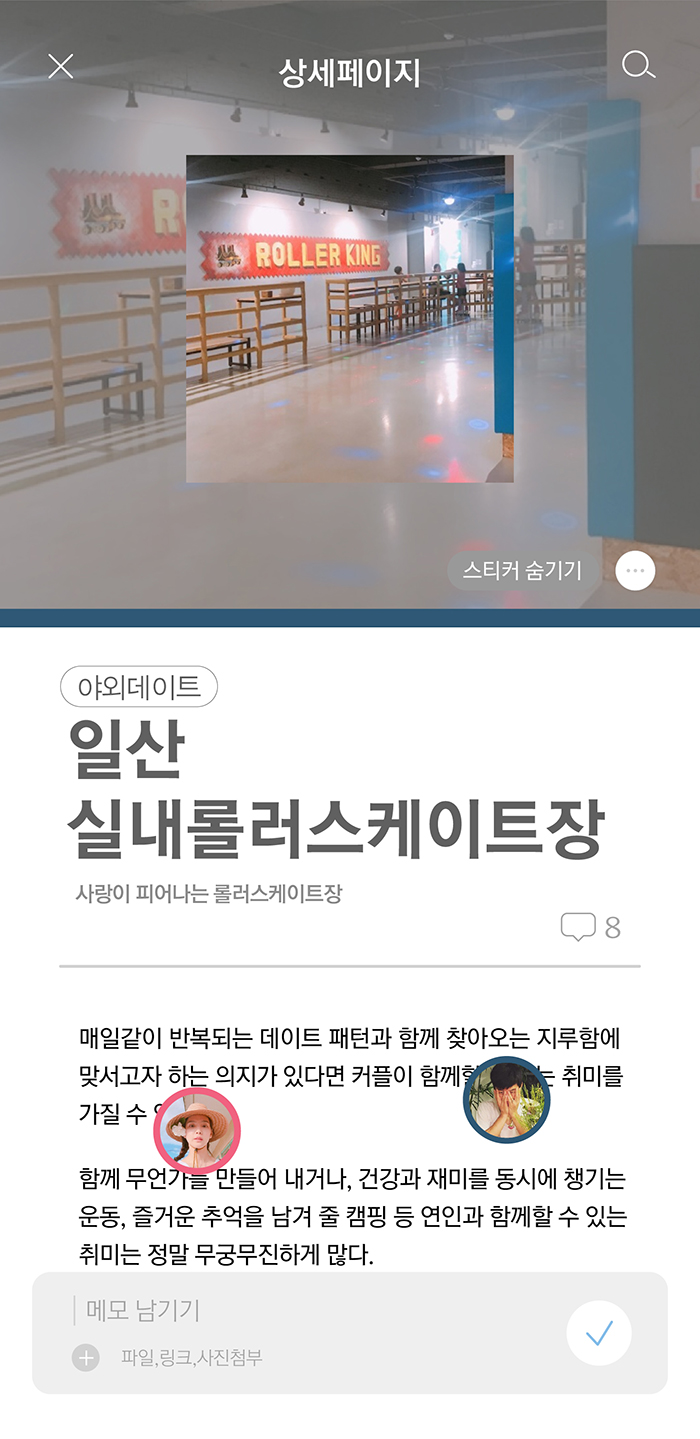 상세페이지
ROLLER KING
스티커 숨기기
야외데이트
일산
실내롤러스케이트장
사랑이 피어나는 롤러스케이트장
8
매일같이 반복되는 데이트 패턴과 함께 찾아오는 지루함에
맞서고자 하는 의지가 있다면 커플이 취미를
가질 수
함께 무언가를 만들어 내거나, 건강과 재미를 동시에 챙기는
운동, 즐거운 추억을 남겨 줄 캠핑 등 연인과 함께할 수 있는
취미는 정말 무궁무진하게 많다.
메모 남기기
파일,링크,사진첨부